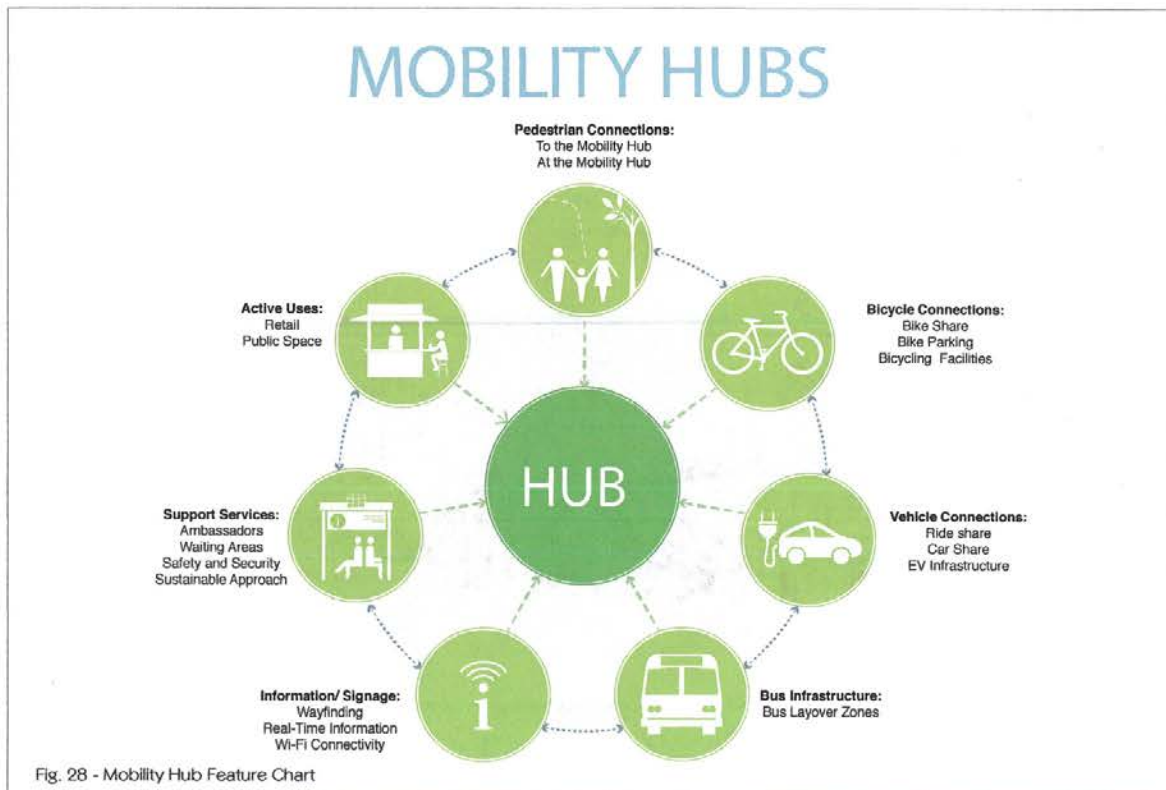 MOBILITY HUBS
Pedestrian Connections:
To the Mobility Hub
At the Mobility Hub
Active Uses:
Retail
Public Space
Bicycle Connections:
Bike Share
Bike Parking
Bicycling Facilities
HUB
Support Services:
Ambassadors
Waiting Areas
Safety and Security
Sustainable Approach
Vehicle Connections:
Ride share
Car Share
EV Infrastructure
Information/ Signage:
Wayfinding
Real-Time Information
Wi-Fi Connectivity
i
Bus Infrastructure:
Bus Layover Zones
Fig. 28 - Mobility Hub Feature Chart